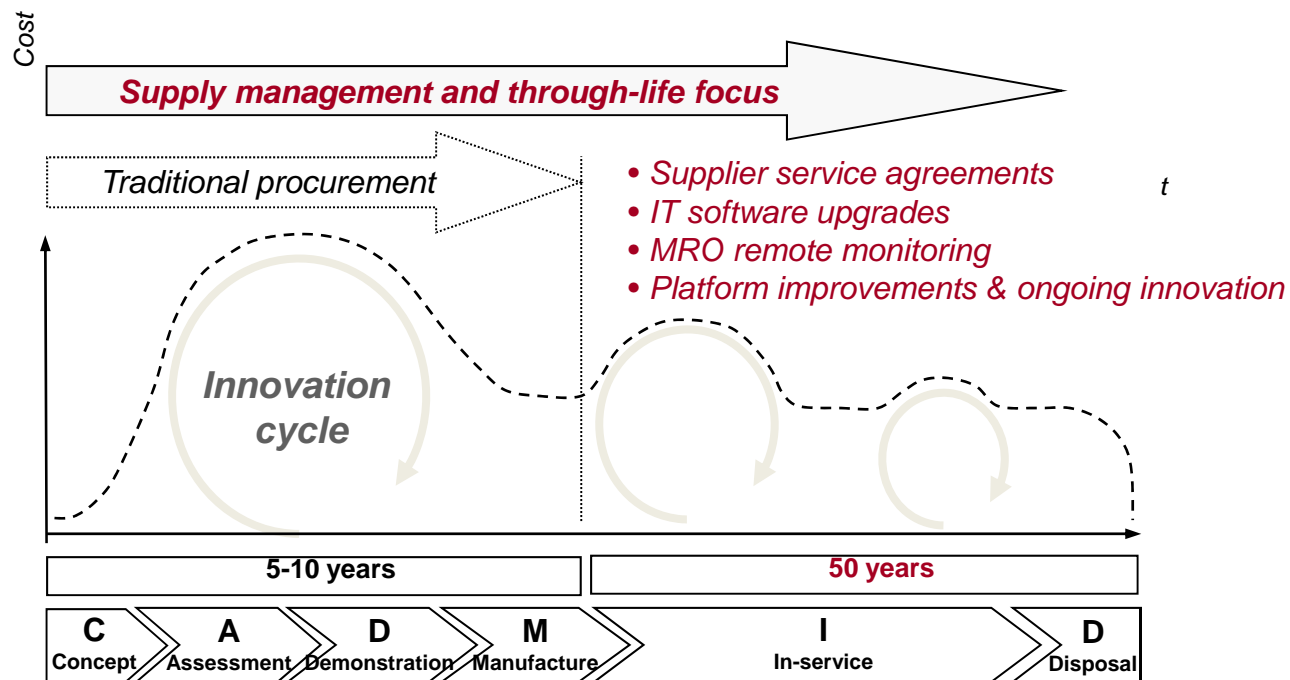 Cost
Supply management and through-life focus
Traditional procurement
• Supplier service agreements
• IT software upgrades
• MRO remote monitoring
• Platform improvements & ongoing innovation
t
Innovation
cycle
5-10 years
50 years
C
Concept
A
Assessment
D
Demonstration
M
Manufacture
I
In-service
D
Disposal